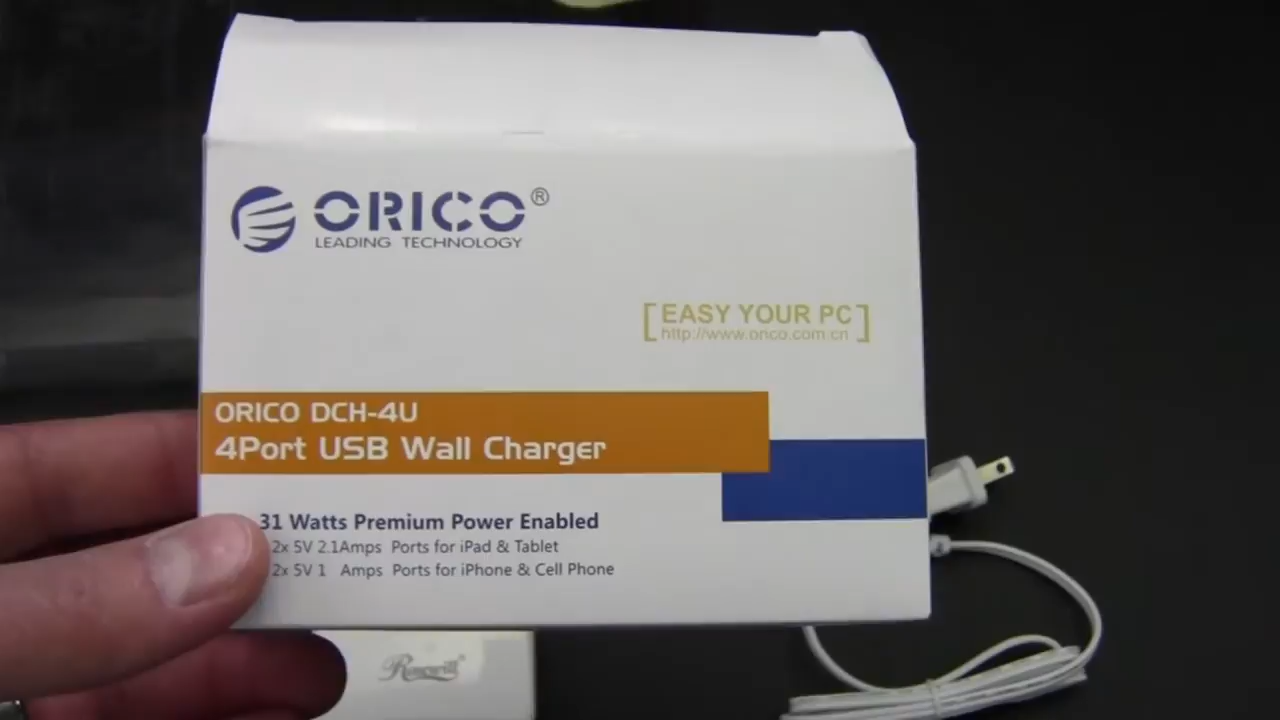 ORICO®
LEADING TECHNOLOGY
[EASY YOUR PC
http://www.orico.com.cn]
ORICO DCH-4U
4Port USB Wall Charger
31 Watts Premium Power Enabled
2x 5V 2.1Amps Ports for iPad & Tablet
2x 5V 1 Amps Ports for iPhone & Cell Phone
Rosewill